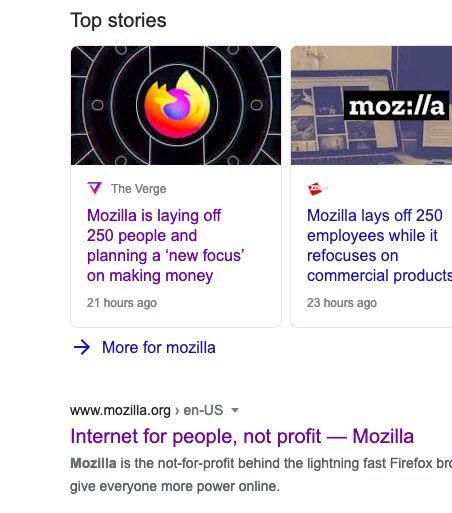 Top stories
moz://a
The Verge
Mozilla is laying off
250 people and
planning a ‘new focus’
on making money
21 hours ago
ZD
Mozilla lays off 250
employees while it
refocuses on
commercial products
23 hours ago
More for mozilla
www.mozilla.org › en-US
Internet for people, not profit — Mozilla
Mozilla is the not-for-profit behind the lightning fast Firefox bro
give everyone more power online.